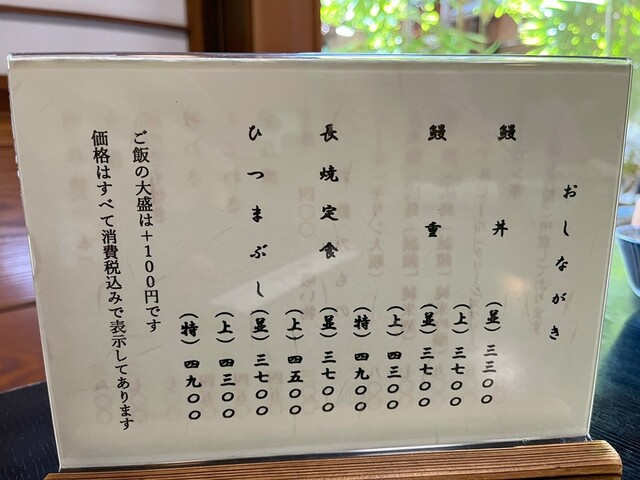 おしながき
鰻丼
(並)三三〇〇
(上)三七〇〇
鰻重
(並)三七〇〇
(上)四三〇〇
(特)四九〇〇
長焼定食
(並)三七〇〇
(上)四五〇〇
ひつまぶし
(並)三七〇〇
(上)四三〇〇
(特)四九〇〇
ご飯の大盛は+100円です
価格はすべて消費税込みで表示してあります